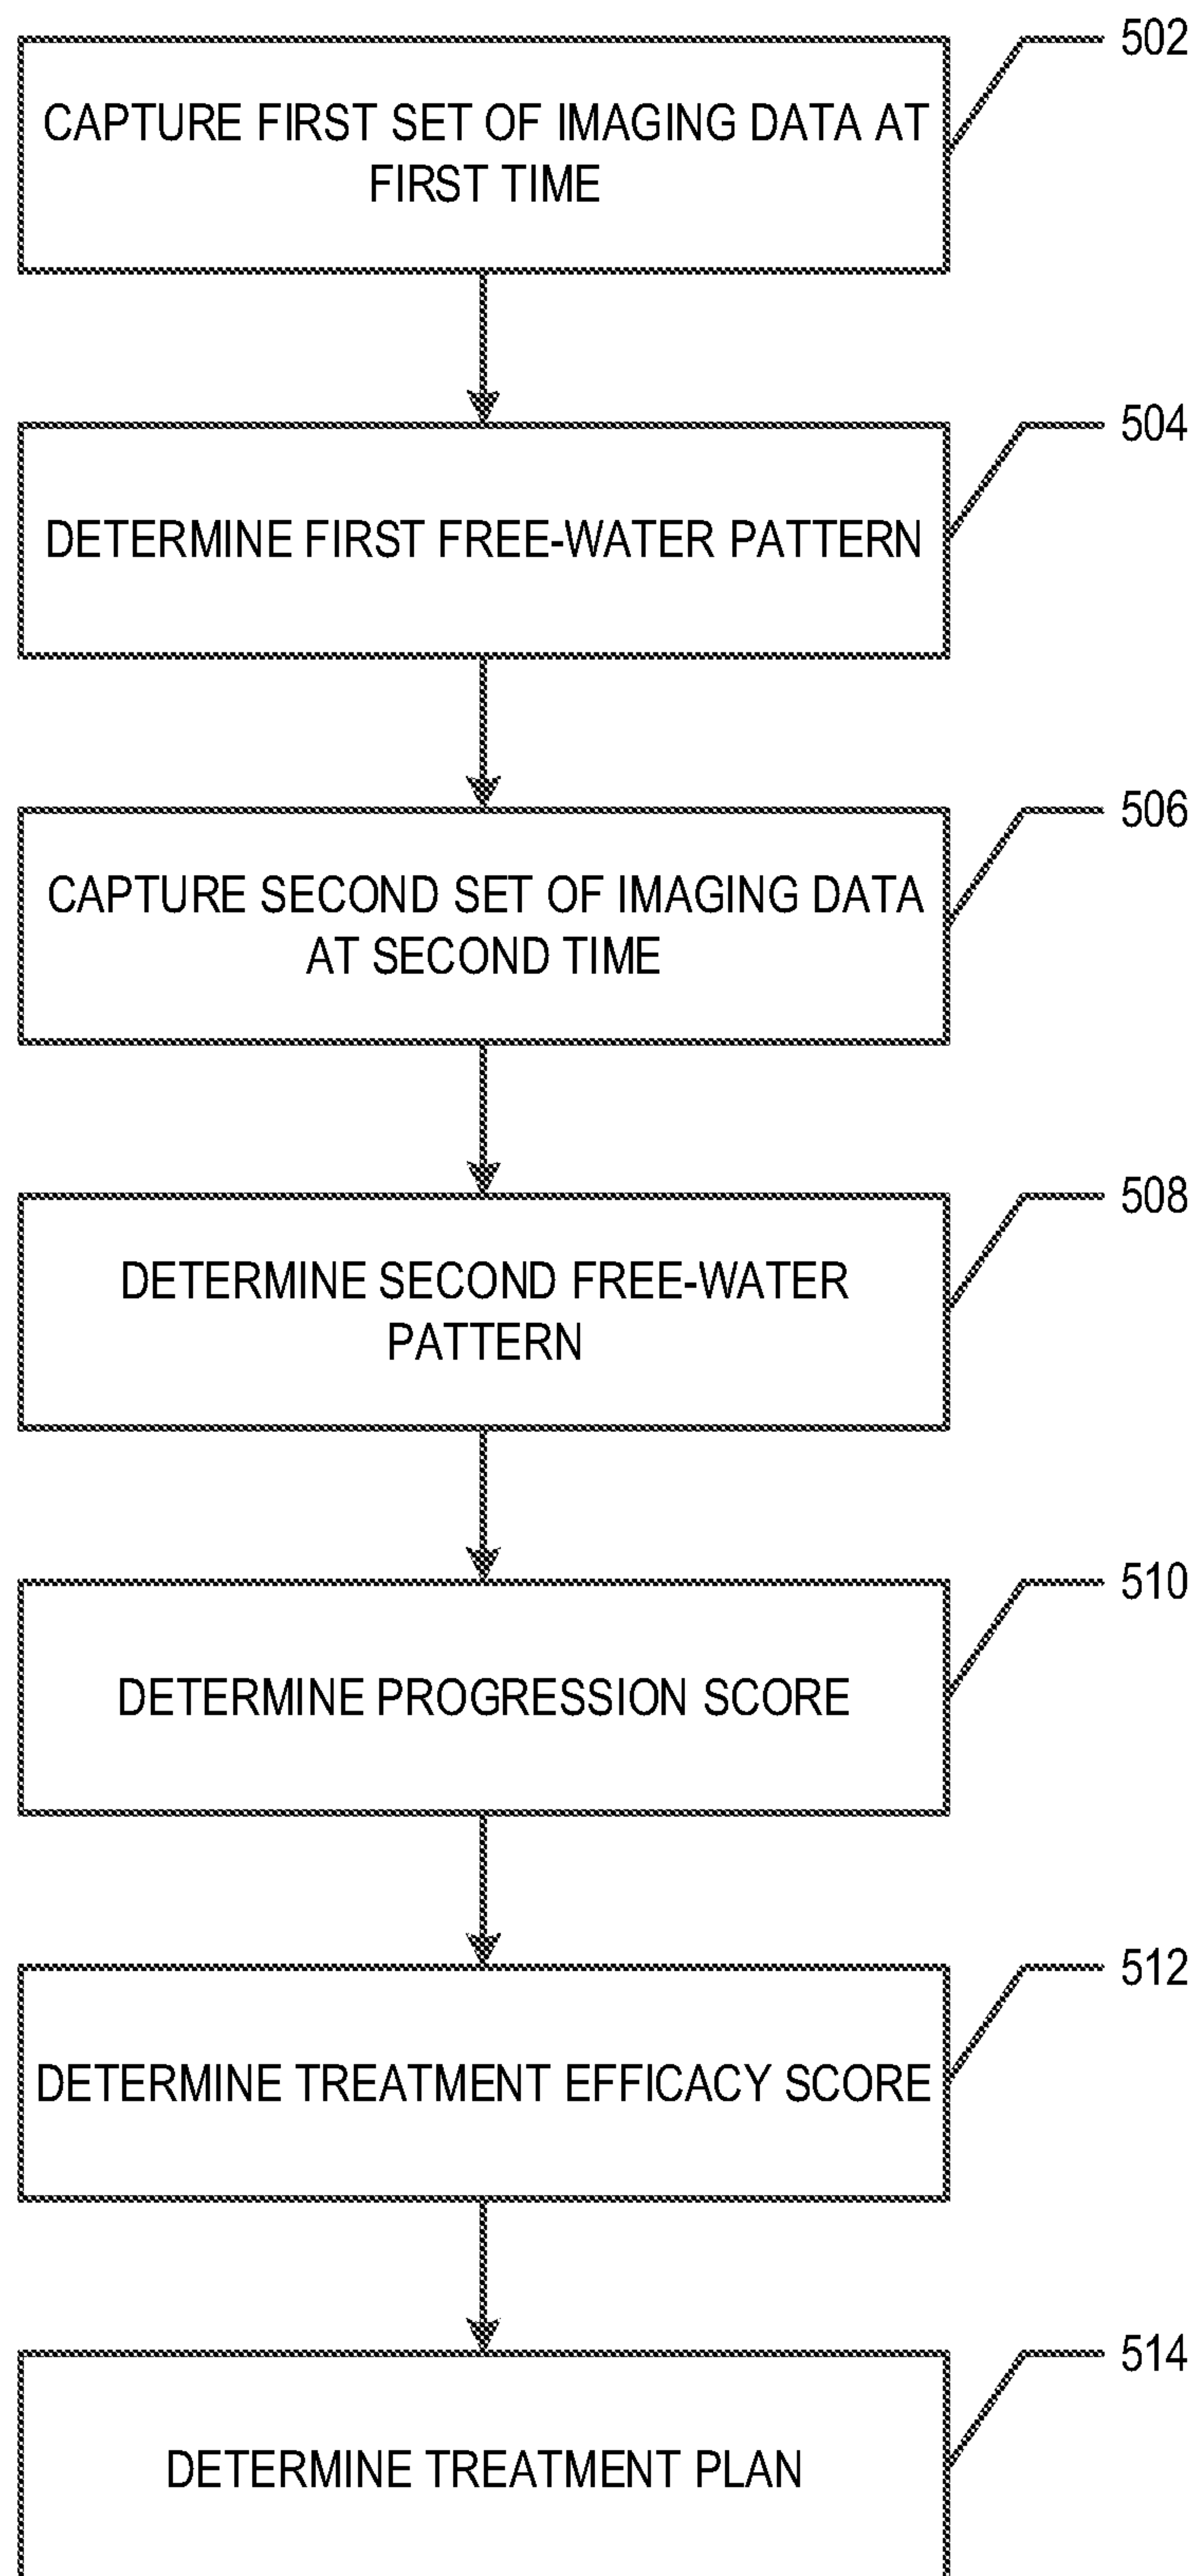 502
CAPTURE FIRST SET OF IMAGING DATA AT
FIRST TIME
504
DETERMINE FIRST FREE-WATER PATTERN
506
CAPTURE SECOND SET OF IMAGING DATA
AT SECOND TIME
508
DETERMINE SECOND FREE-WATER
PATTERN
510
DETERMINE PROGRESSION SCORE
512
DETERMINE TREATMENT EFFICACY SCORE
514
DETERMINE TREATMENT PLAN